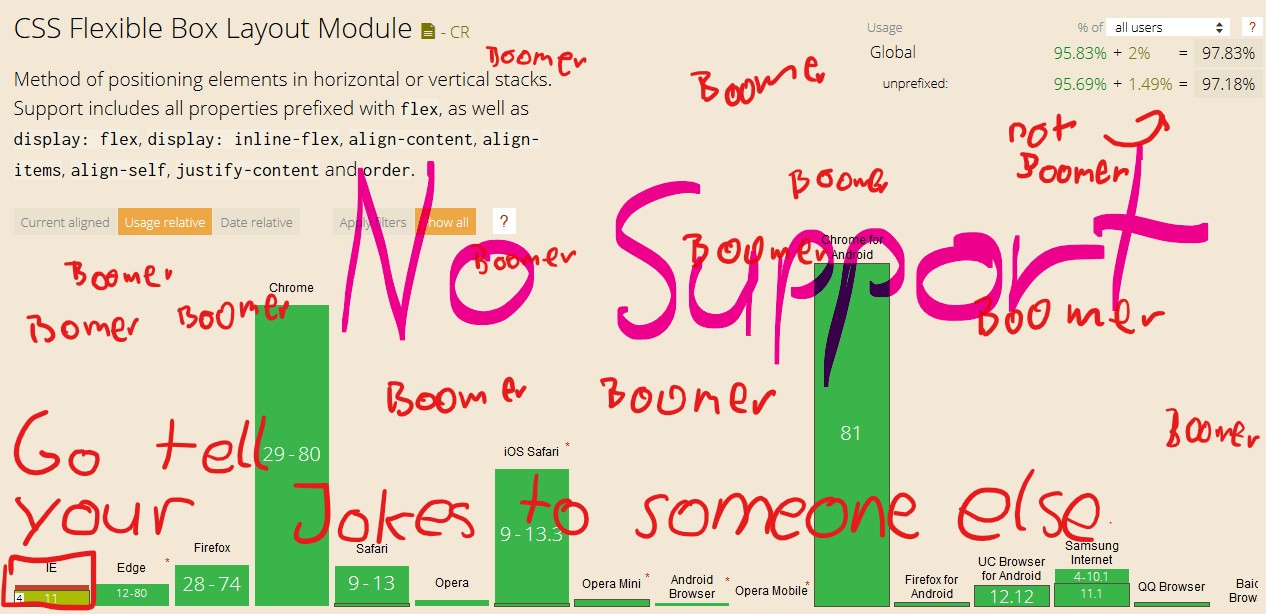 CSS Flexible Box Layout Module - CR
Usage % of all users ?
Global 95.83% + 2% = 97.83%
unprefixed: 95.69% + 1.49% = 97.18%
Boomer
Boomer
Method of positioning elements in horizontal or vertical stacks.
Support includes all properties prefixed with flex, as well as
display: flex, display: inline-flex, align-content, align-
items, align-self, justify-content and order.
not
Boomer
Boomer
Current aligned Usage relative Date relative Apply filters Show all ?
No Support
Boomer
Boomer
Chrome for
Android
Boomer
Chrome
Bomer
Boomer
Boomer
Boomer
Boomer
Boomer
81
Go tell
29 - 80
iOS Safari *
your Jokes to someone else.
9 - 13.3
IE
4 11
Edge *
12-80
Firefox
28 - 74
Safari
9 - 13
Opera
Opera Mini *
Android
Browser *
Opera Mobile *
Firefox for
Android
UC Browser
for Android
12.12
Samsung
Internet
4-10.1
11.1
QQ Browser
Brow